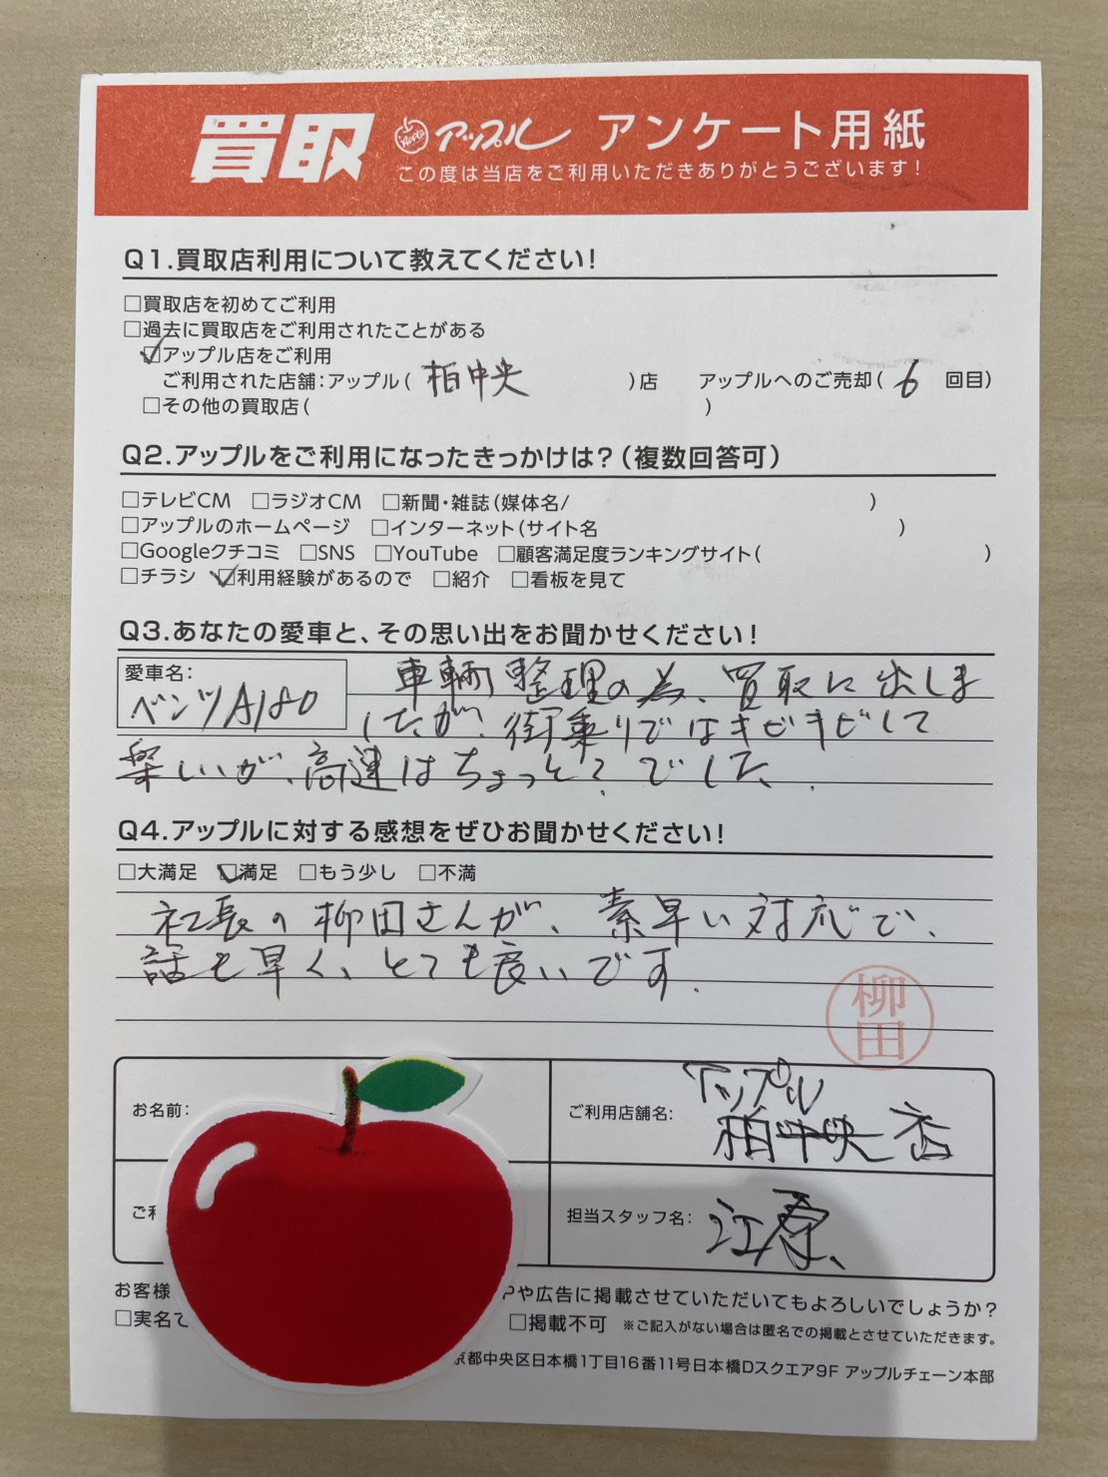 買取 アップル アンケート用紙
この度は当店をご利用いただきありがとうございます!
Q1.買取店利用について教えてください!
□買取店を初めてご利用
□過去に買取店をご利用されたことがある
☑アップル店をご利用
ご利用された店舗:アップル( 柏中央 )店 アップルへのご売却( 6 回目)
□その他の買取店( )
Q2.アップルをご利用になったきっかけは?(複数回答可)
□テレビCM □ラジオCM □新聞・雑誌(媒体名/ )
□アップルのホームページ □インターネット(サイト名 )
□Googleクチコミ □SNS □YouTube □顧客満足度ランキングサイト( )
□チラシ ☑利用経験があるので □紹介 □看板を見て
Q3.あなたの愛車と、その思い出をお聞かせください!
愛車名:
ベンツA180
車輌整理の為、買取に出しま
したが、街乗りではキビキビして
楽しいが、高速はちょっと?でした.
Q4.アップルに対する感想をぜひお聞かせください!
□大満足 ☑満足 □もう少し □不満
社長の柳田さんが、素早い対応で、
話も早く、とても良いです.
柳田
お名前:
ご利用店舗名: アップル
柏中央店
ご利
担当スタッフ名: 江原、
お客様 Pや広告に掲載させていただいてもよろしいでしょうか?
□実名で □掲載不可 ※ご記入がない場合は匿名での掲載とさせていただきます。
京都中央区日本橋1丁目16番11号日本橋Dスクエア9F アップルチェーン本部